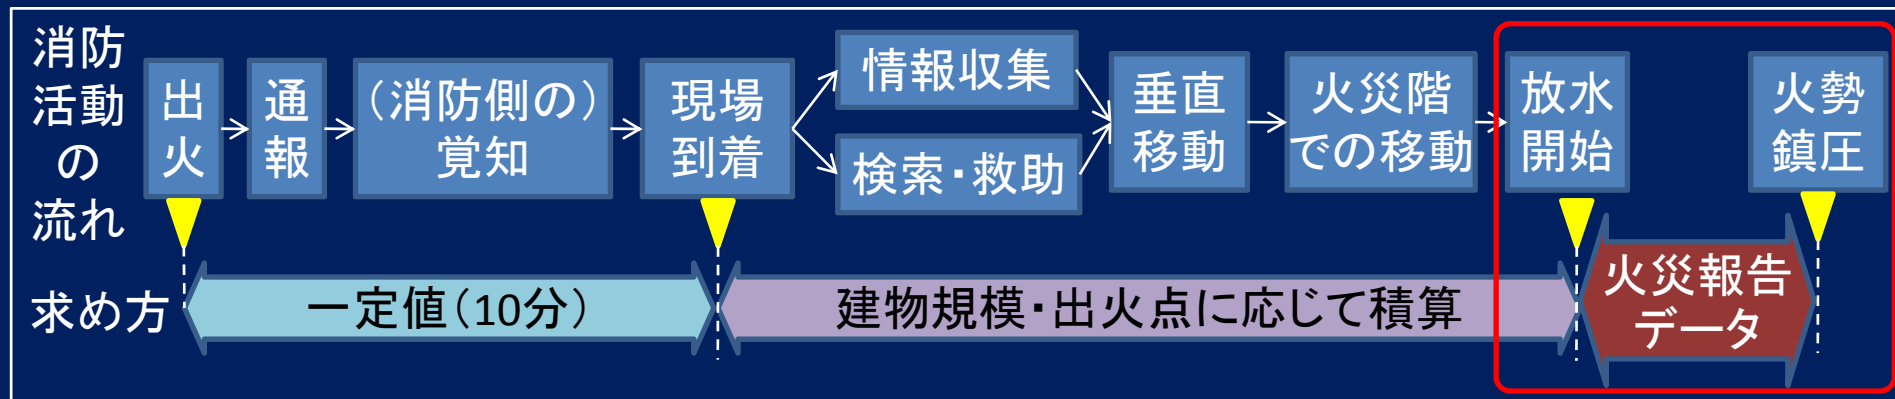 消防
活動
の
流れ
出
火
通
報
（消防側の）
覚知
現場
到着
情報収集
検索・救助
垂直
移動
火災階
での移動
放水
開始
火勢
鎮圧
求め方
一定値（10分）
建物規模・出火点に応じて積算
火災報告
データ